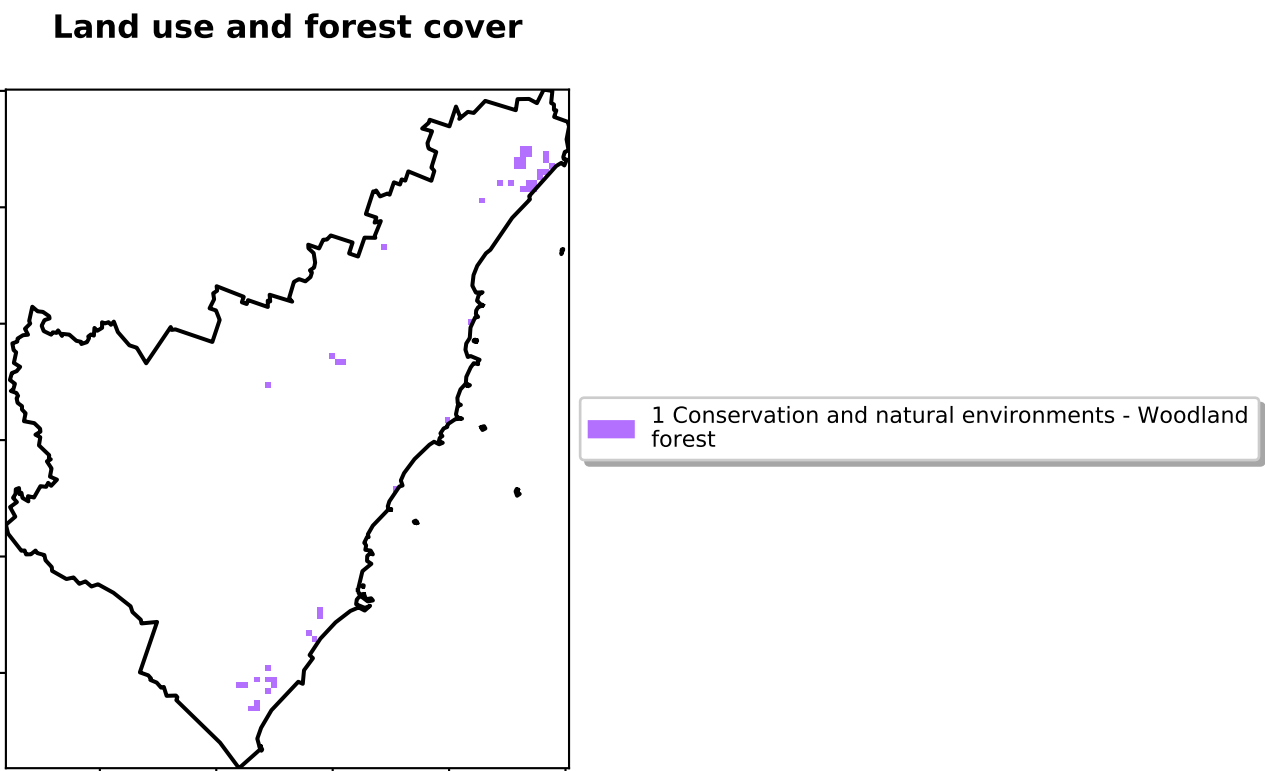 Land use and forest cover
1 Conservation and natural environments - Woodland
forest